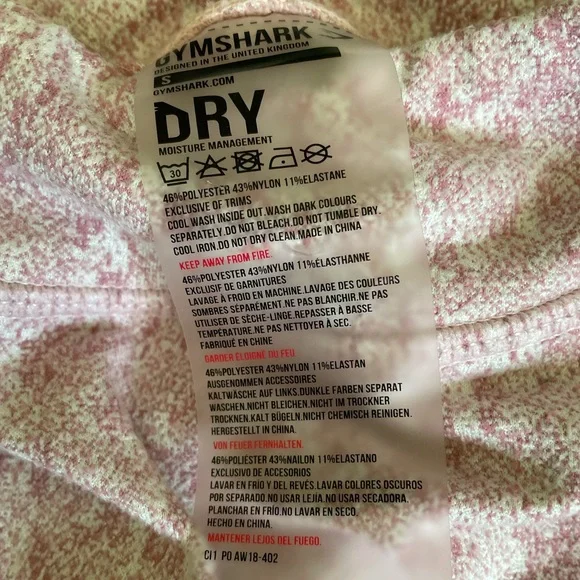 GYMSHARK
DESIGNED IN THE UNITED KINGDOM
S
GYMSHARK.COM
DRY
MOISTURE MANAGEMENT
30
46%POLYESTER 43%NYLON 11%ELASTANE
EXCLUSIVE OF TRIMS
COOL WASH INSIDE OUT.WASH DARK COLOURS
SEPARATELY.DO NOT BLEACH.DO NOT TUMBLE DRY.
COOL IRON.DO NOT DRY CLEAN.MADE IN CHINA
KEEP AWAY FROM FIRE.
46%POLYESTER 43%NYLON 11%ÉLASTHANNE
EXCLUSIF DE GARNITURES
LAVAGE À FROID EN MACHINE.LAVAGE DES COULEURS
SOMBRES SÉPARÉMENT.NE PAS BLANCHIR.NE PAS
UTILISER DE SÈCHE-LINGE.REPASSER À BASSE
TEMPÉRATURE.NE PAS NETTOYER À SEC.
FABRIQUÉ EN CHINE
GARDER ÉLOIGNÉ DU FEU
46%POLYESTER 43%NYLON 11%ELASTAN
AUSGENOMMEN ACCESSOIRES
KALTWÄSCHE AUF LINKS.DUNKLE FARBEN SEPARAT
WASCHEN.NICHT BLEICHEN.NICHT IM TROCKNER
TROCKNEN.KALT BÜGELN.NICHT CHEMISCH REINIGEN.
HERGESTELLT IN CHINA.
VON FEUER FERNHALTEN.
46%POLIÉSTER 43%NAILON 11%ELASTANO
EXCLUSIVO DE ACCESORIOS
LAVAR EN FRÍO Y DEL REVÉS.LAVAR COLORES OSCUROS
POR SEPARADO.NO USAR LEJÍA.NO USAR SECADORA.
PLANCHAR EN FRÍO.NO LAVAR EN SECO.
HECHO EN CHINA.
MANTENER LEJOS DEL FUEGO.
CI1 PO AW18-402